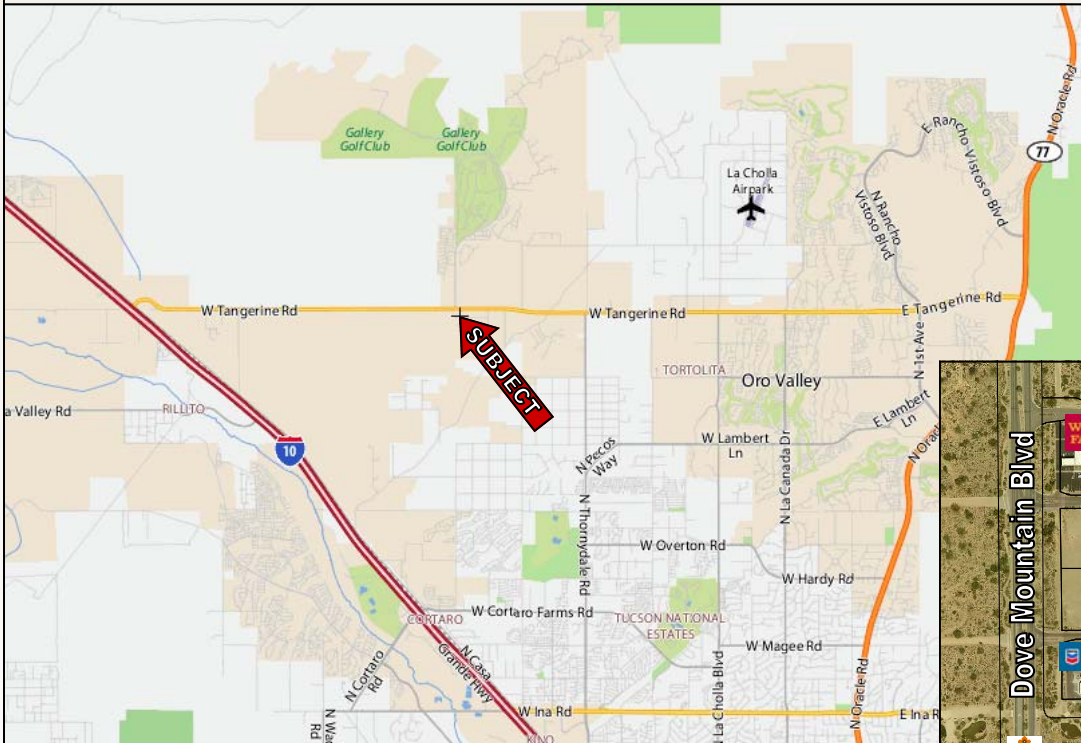 N Oracle Rd
Gallery
Golf Club
Gallery
Golf Club
E Rancho Vistoso Blvd
77
La Cholla
Airpark
N Rancho
Vistoso Blvd
W Tangerine Rd
W Tangerine Rd
E Tangerine Rd
SUBJECT
N 1st Ave
TORTOLITA
Oro Valley
a Valley Rd
RILLITO
E Lambert
Ln
W Lambert
Ln
10
N Pecos
Way
N La Canada Dr
N Orac
Dove Mountain Blvd
N Thornydale Rd
W Overton Rd
W Hardy Rd
W Cortaro Farms Rd
CORTARO
TUCSON NATIONAL
ESTATES
W Magee Rd
N Casa
Grande Hwy
N Cortaro
Rd
N La Cholla Blvd
N Oracle Rd
W Ina Rd
E Ina R
N Wa
Rd
KINO